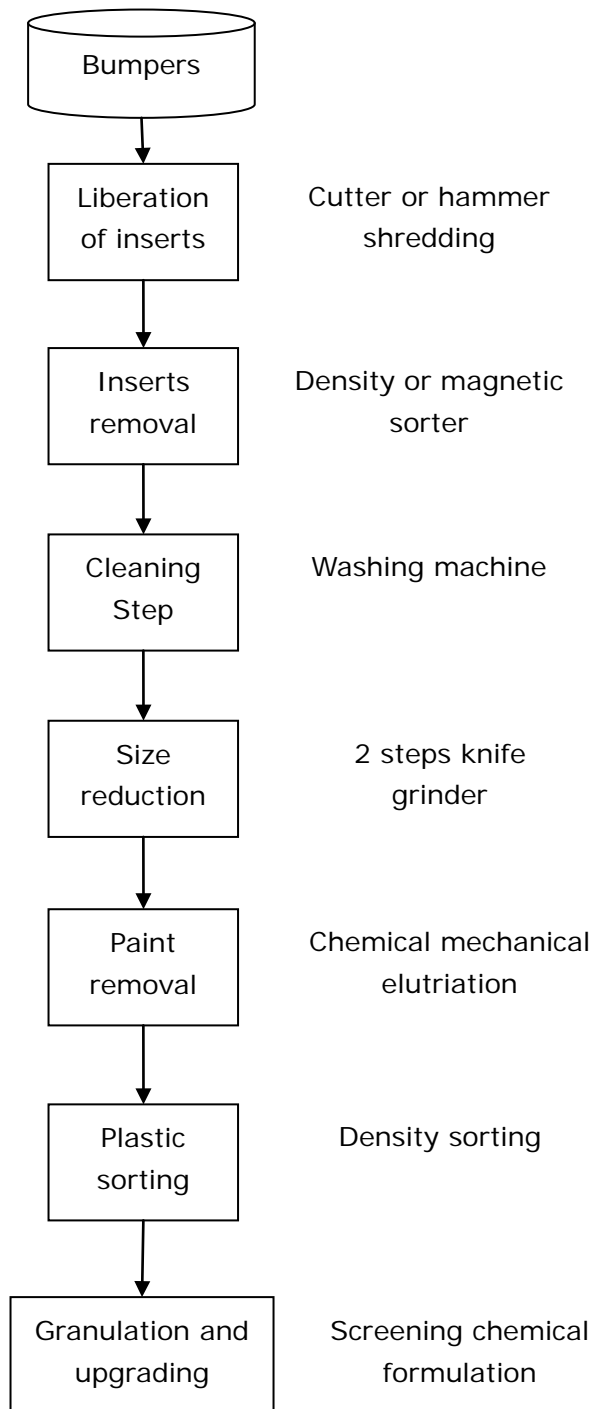 Bumpers
Liberation
of inserts
Cutter or hammer
shredding
Inserts
removal
Density or magnetic
sorter
Cleaning
Step
Washing machine
Size
reduction
2 steps knife
grinder
Paint
removal
Chemical mechanical
elutriation
Plastic
sorting
Density sorting
Granulation and
upgrading
Screening chemical
formulation